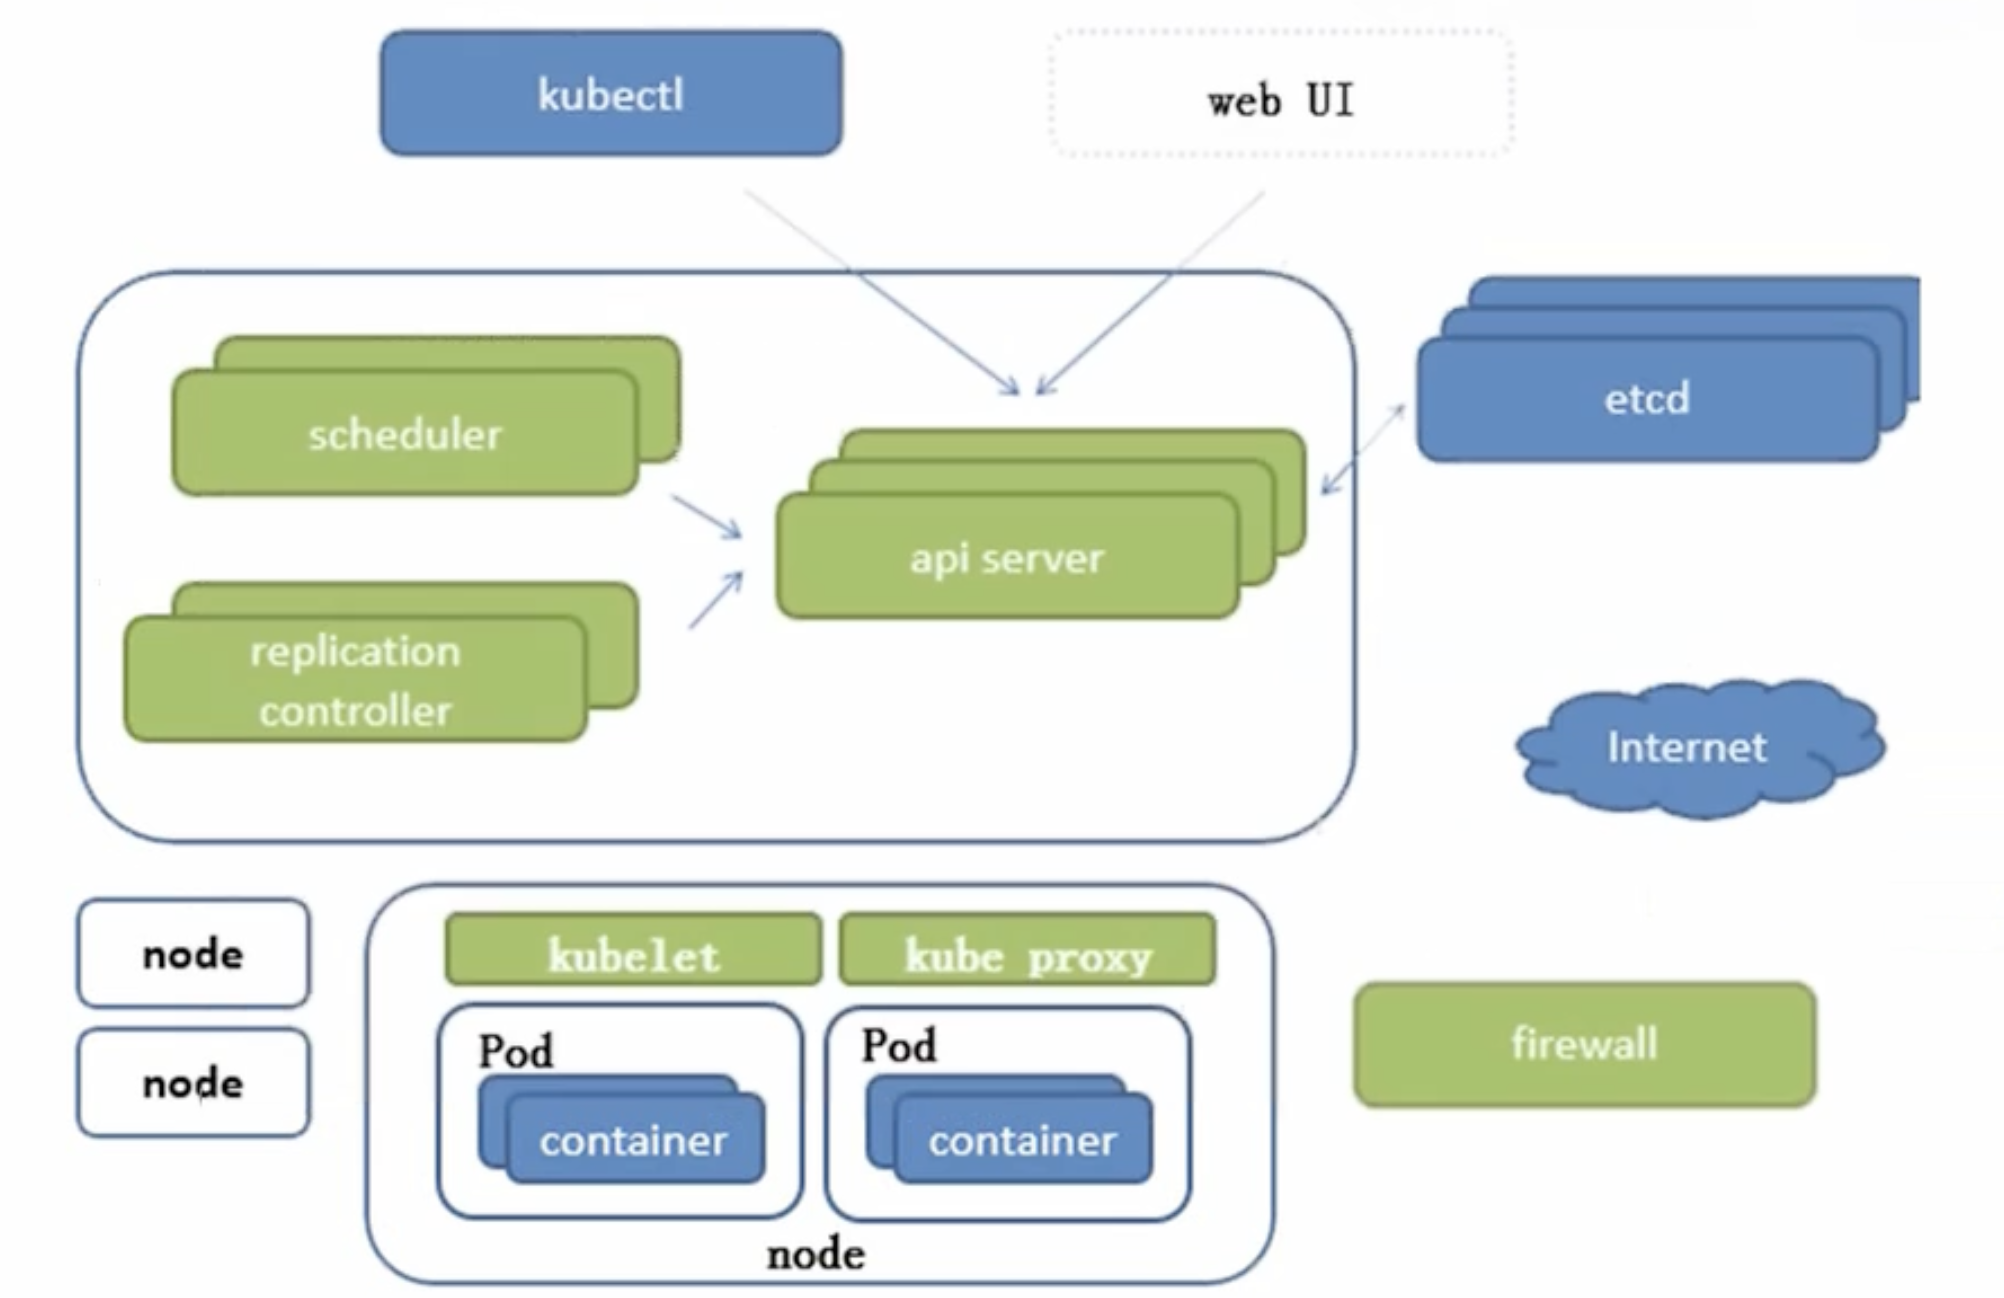 kubectl
web UI
scheduler
etcd
api server
replication
controller
Internet
node
kubelet
kube proxy
node
Pod
Pod
container
container
firewall
node